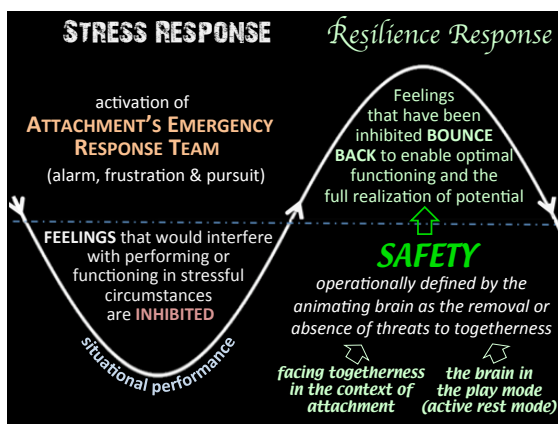 STRESS RESPONSE
activation of
ATTACHMENT'S EMERGENCY
RESPONSE TEAM
(alarm, frustration & pursuit)
FEELINGS that would interfere
with performing or
functioning in stressful
circumstances
are INHIBITED
situational performance
Resilience Response
Feelings
that have been
inhibited BOUNCE
BACK to enable optimal
functioning and the
full realization of potential
SAFETY
operationally defined by the
animating brain as the removal or
absence of threats to togetherness
facing togetherness
in the context of
attachment
the brain in
the play mode
(active rest mode)